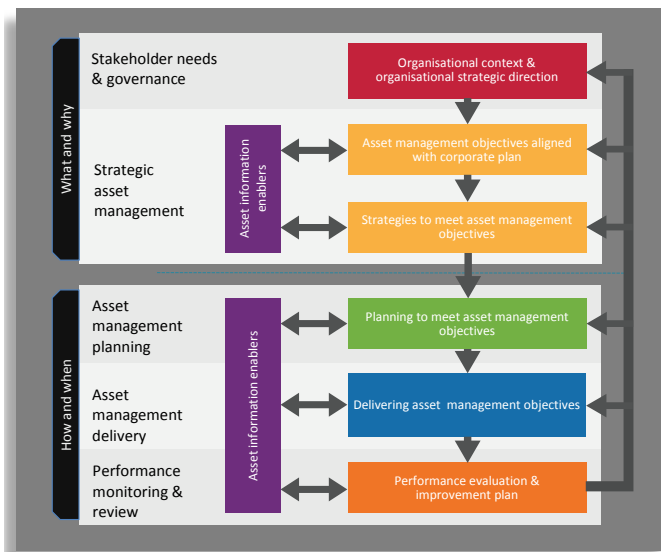 What and why
Stakeholder needs
& governance
Organisational context &
organisational strategic direction
Strategic
asset
management
Asset information
enablers
Asset management objectives aligned
with corporate plan
Strategies to meet asset management
objectives
How and when
Asset
management
planning
Asset information enablers
Planning to meet asset management
objectives
Asset
management
delivery
Delivering asset management objectives
Performance
monitoring &
review
Performance evaluation &
improvement plan